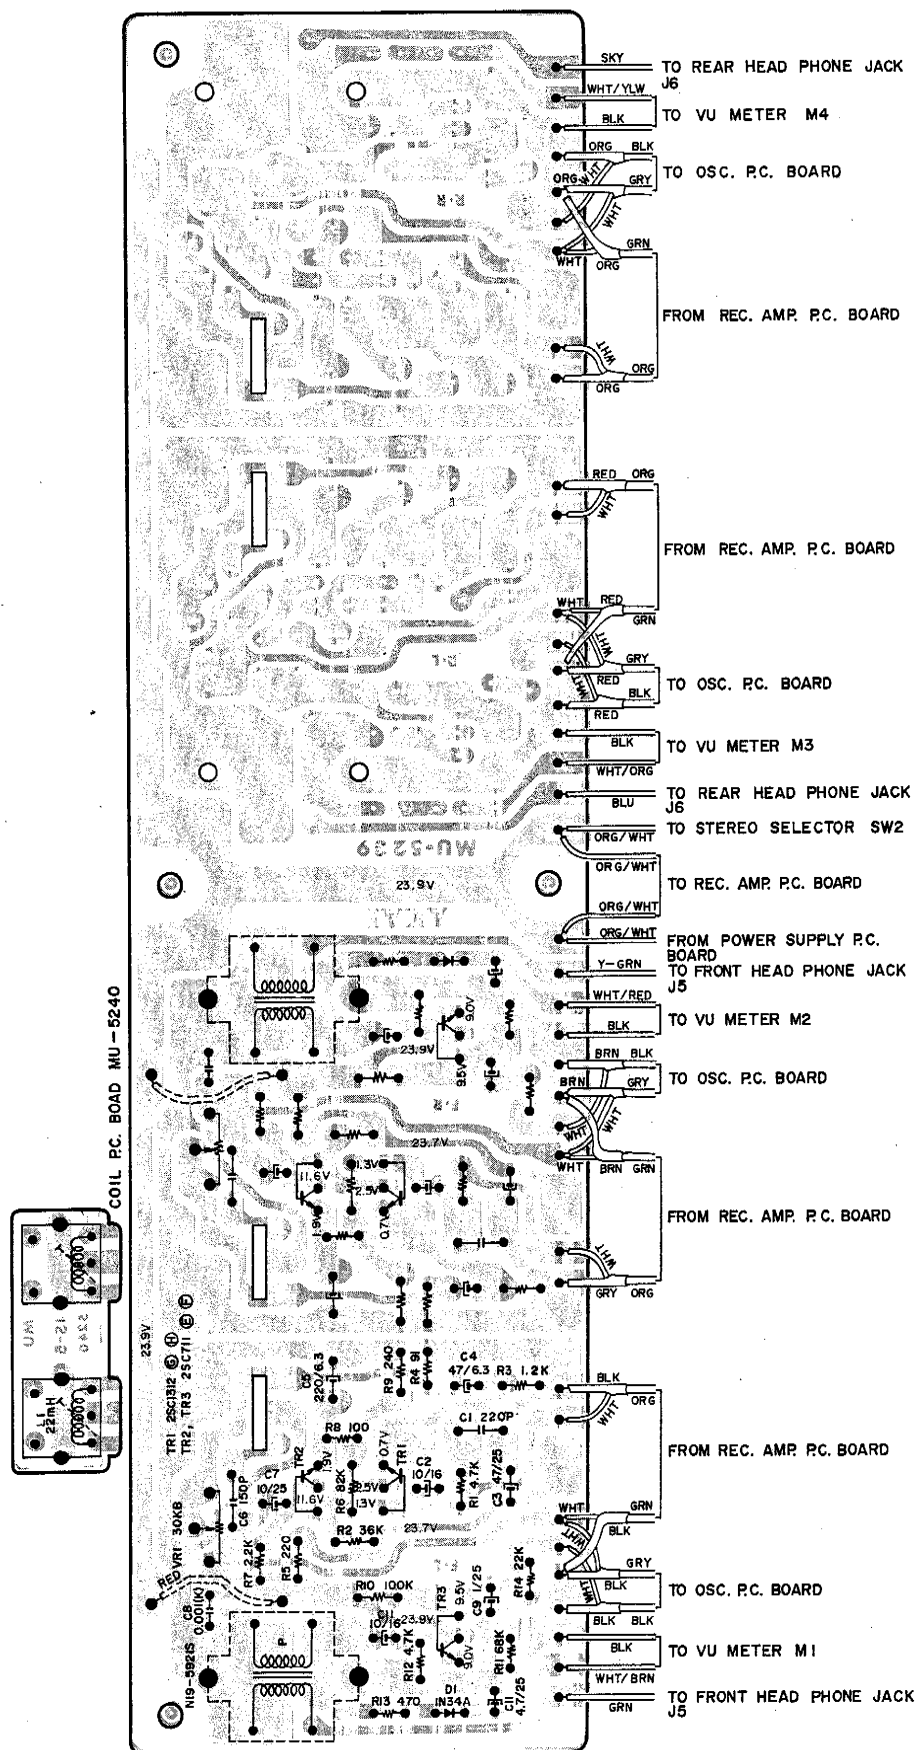 SKY
TO REAR HEAD PHONE JACK
J6
WHT/YLW
TO VU METER M4
BLK
ORG BLK
TO OSC. P.C. BOARD
WHT
ORG
GRY
WHT
P-R
GRN
WHT
ORG
FROM REC. AMP. P.C. BOARD
WHT
ORG
ORG
RED ORG
WHT
FROM REC. AMP. P.C. BOARD
WHT RED
GRN
WHT
P-L
GRY
RED
TO OSC. P.C. BOARD
WHT
BLK
RED
BLK
TO VU METER M3
WHT/ORG
TO REAR HEAD PHONE JACK
J6
BLU
TO STEREO SELECTOR SW2
ORG/WHT
MU-5239
ORG/WHT
23.9V
TO REC. AMP. P.C. BOARD
ORG/WHT
AKAI
ORG/WHT
FROM POWER SUPPLY P.C.
BOARD
Y-GRN
TO FRONT HEAD PHONE JACK
J5
WHT/RED
TO VU METER M2
BLK
9.0V
23.9V
9.5V
BRN BLK
TO OSC. P.C. BOARD
BRN
GRY
WHT
WHT
23.7V
WHT
BRN GRN
COIL P.C. BOAD MU-5240
11.6V
1.3V
2.5V
1.9V
0.7V
FROM REC. AMP. P.C. BOARD
WHT
GRY ORG
5240
MU
23.9V
22mH
TR1 2SC1312 G H
TR2, TR3 2SC711 E F
C5
220/6.3
R9 240
R4 91
C4
47/6.3
R3 1.2K
BLK
ORG
WHT
R8 100
C1 220P
FROM REC. AMP. P.C. BOARD
TR2
1.9V
0.7V
TR1
C2
10/16
C7
10/25
C6 150P
R6 82K
2.5V
11.6V
1.3V
R1 4.7K
C3 47/25
VR1 30KB
R2 36K
23.7V
WHT
GRN
WHT
BLK
R7 2.2K
R5 220
RED
R14 22K
GRY
BLK
TO OSC. P.C. BOARD
WHT
BLK BLK
C8
0.001(K)
R10 100K
C11
10/16
23.9V
TR3
9.5V
C9 1/25
N19-5921S
P
R12 4.7K
9.0V
R11 68K
BLK
TO VU METER M1
WHT/BRN
R13 470
D1
1N34A
C11
4.7/25
GRN
TO FRONT HEAD PHONE JACK
J5